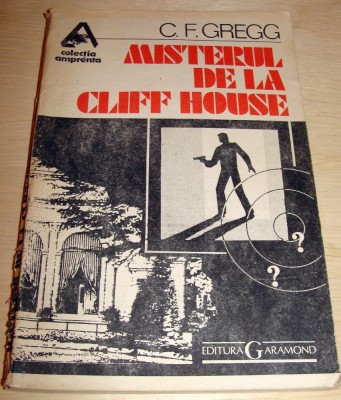 A
colecția
amprenta
C. F. GREGG
MISTERUL
DE LA
CLIFF HOUSE
?
?
EDITURA GARAMOND